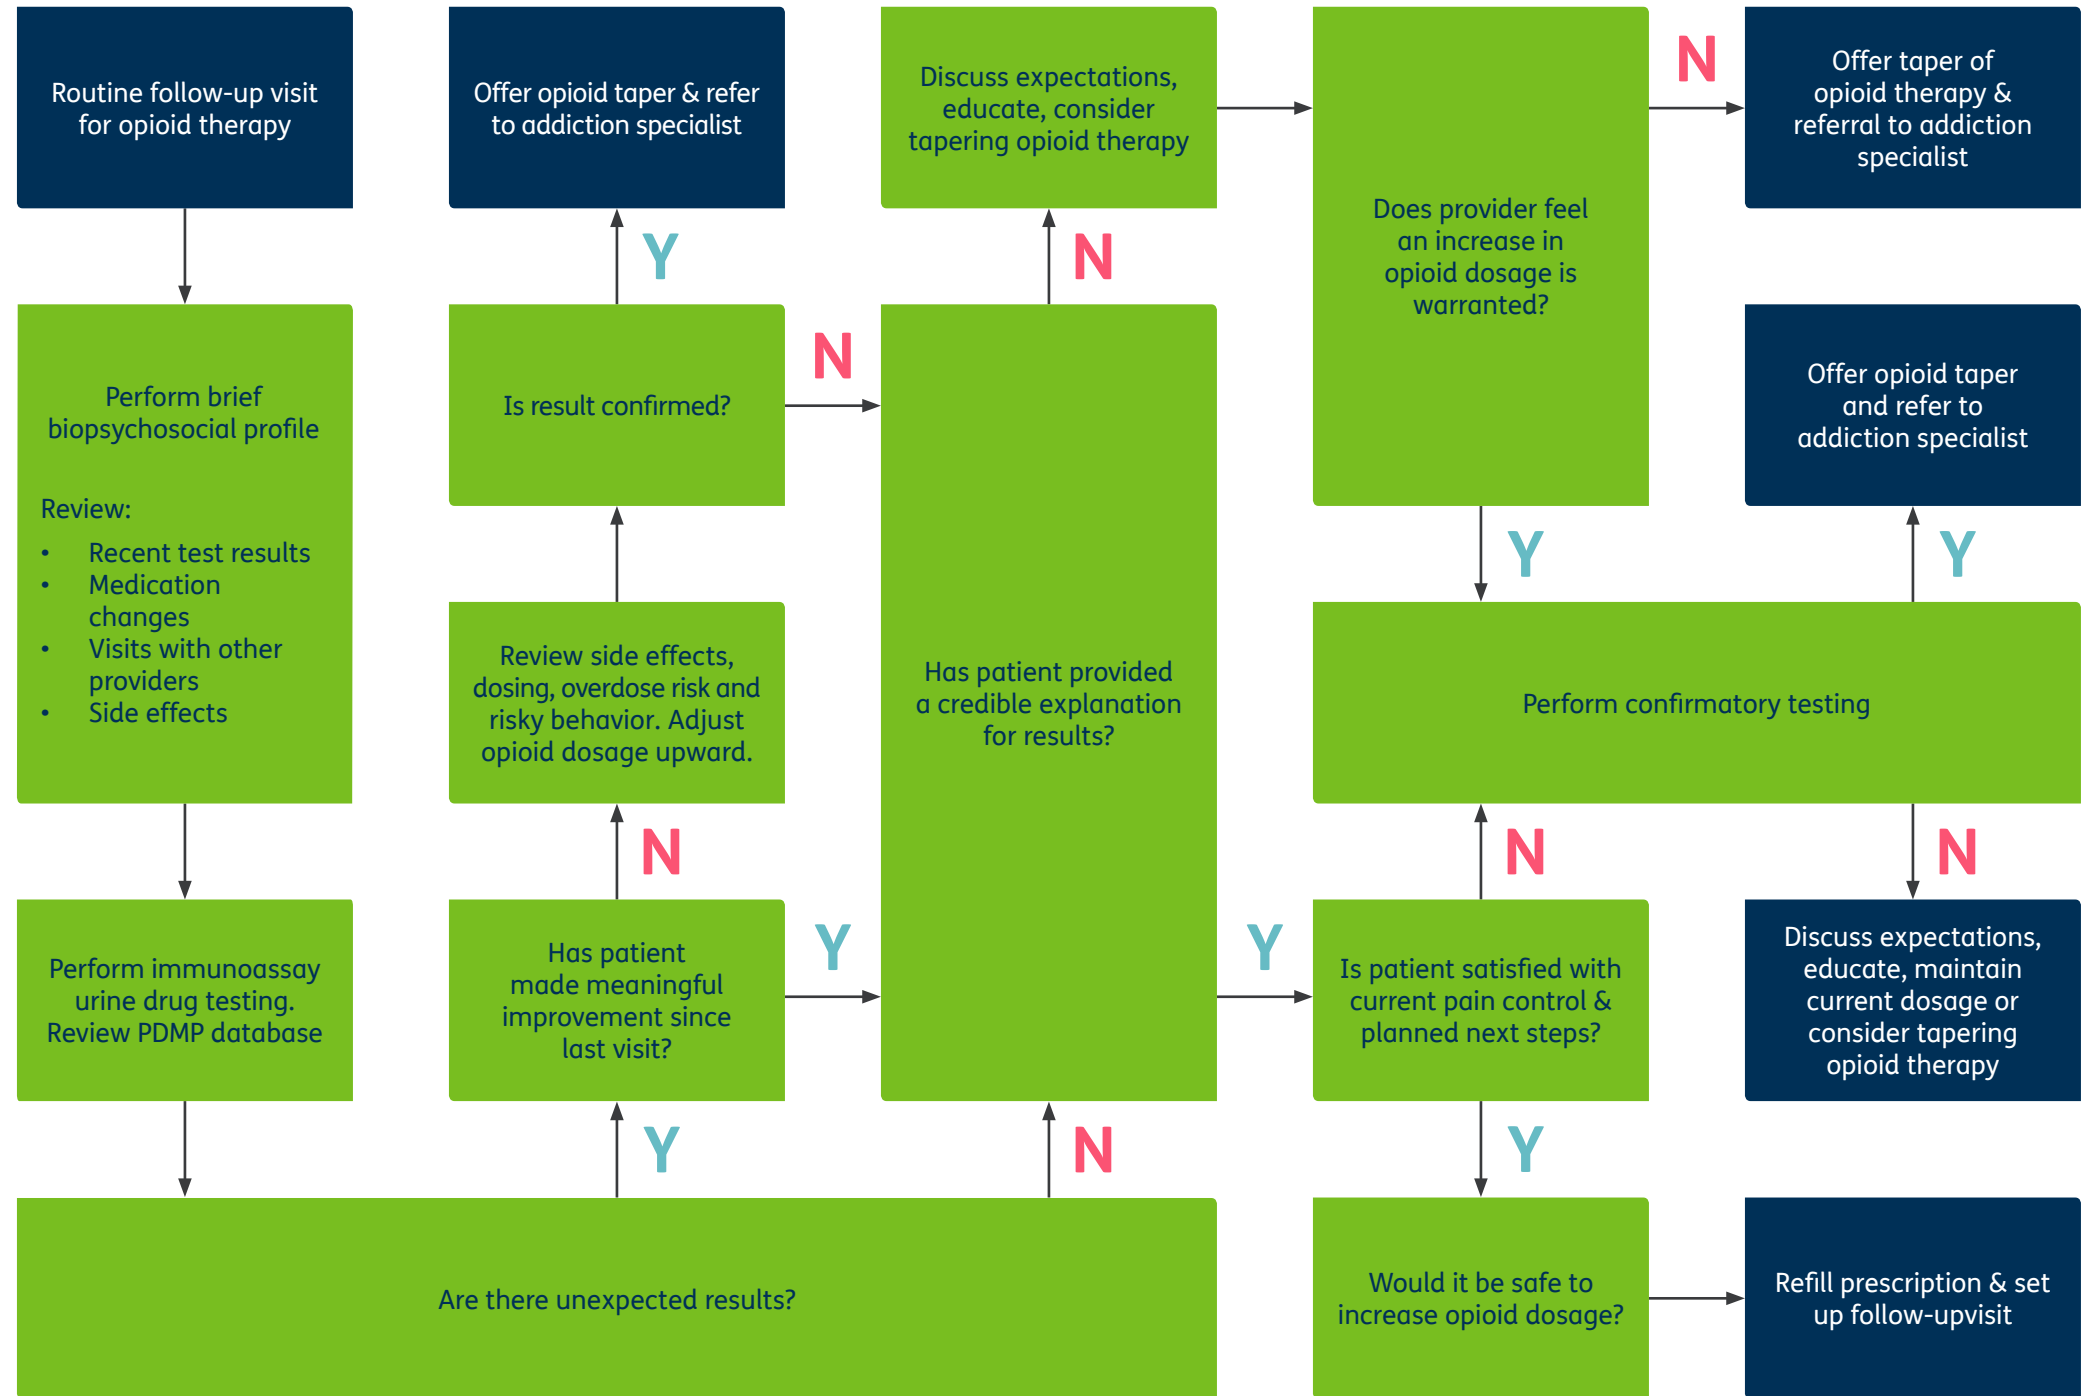 Routine follow-up visit
for opioid therapy
Perform brief
biopsychosocial profile
Review:
• Recent test results
• Medication
changes
• Visits with other
providers
• Side effects
Perform immunoassay
urine drug testing.
Review PDMP database
Are there unexpected results?
Y
N
Has patient
made meaningful
improvement since
last visit?
N
Y
Review side effects,
dosing, overdose risk and
risky behavior. Adjust
opioid dosage upward.
Is result confirmed?
Y
N
Offer opioid taper & refer
to addiction specialist
Has patient provided
a credible explanation
for results?
N
Y
Discuss expectations,
educate, consider
tapering opioid therapy
Does provider feel
an increase in
opioid dosage is
warranted?
N
Y
Offer taper of
opioid therapy &
referral to addiction
specialist
Perform confirmatory testing
Y
N
Offer opioid taper
and refer to
addiction specialist
Discuss expectations,
educate, maintain
current dosage or
consider tapering
opioid therapy
Is patient satisfied with
current pain control &
planned next steps?
N
Y
Would it be safe to
increase opioid dosage?
Refill prescription & set
up follow-upvisit